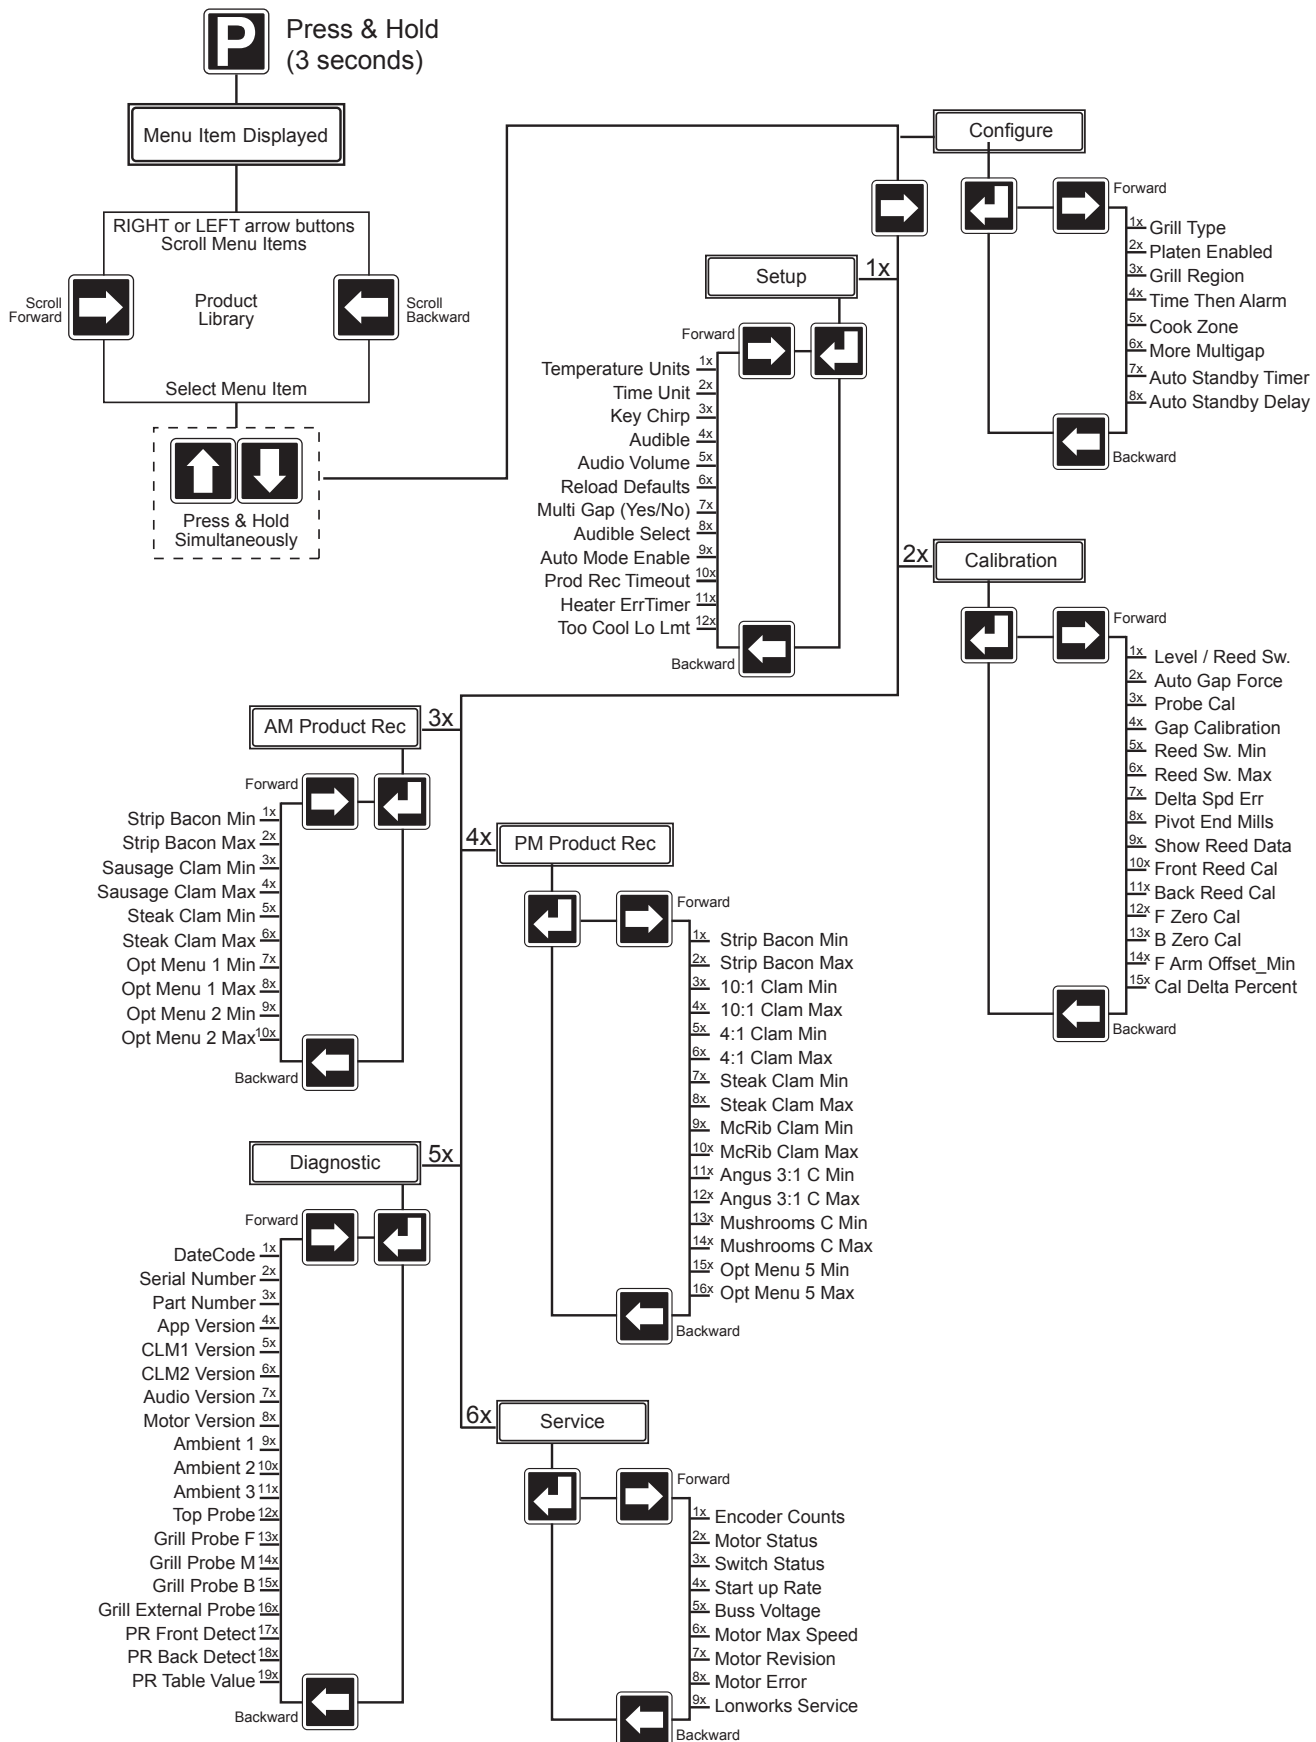 P
Press & Hold
(3 seconds)
Menu Item Displayed
RIGHT or LEFT arrow buttons
Scroll Menu Items
Scroll
Forward
Product
Library
Scroll
Backward
Select Menu Item
Press & Hold
Simultaneously
Configure
Forward
1x Grill Type
2x Platen Enabled
3x Grill Region
4x Time Then Alarm
5x Cook Zone
6x More Multigap
7x Auto Standby Timer
8x Auto Standby Delay
Backward
Setup
1x
Forward
Temperature Units 1x
Time Unit 2x
Key Chirp 3x
Audible 4x
Audio Volume 5x
Reload Defaults 6x
Multi Gap (Yes/No) 7x
Audible Select 8x
Auto Mode Enable 9x
Prod Rec Timeout 10x
Heater ErrTimer 11x
Too Cool Lo Lmt 12x
Backward
2x
Calibration
Forward
1x Level / Reed Sw.
2x Auto Gap Force
3x Probe Cal
4x Gap Calibration
5x Reed Sw. Min
6x Reed Sw. Max
7x Delta Spd Err
8x Pivot End Mills
9x Show Reed Data
10x Front Reed Cal
11x Back Reed Cal
12x F Zero Cal
13x B Zero Cal
14x F Arm Offset_Min
15x Cal Delta Percent
Backward
AM Product Rec
3x
Forward
Strip Bacon Min 1x
Strip Bacon Max 2x
Sausage Clam Min 3x
Sausage Clam Max 4x
Steak Clam Min 5x
Steak Clam Max 6x
Opt Menu 1 Min 7x
Opt Menu 1 Max 8x
Opt Menu 2 Min 9x
Opt Menu 2 Max 10x
Backward
4x
PM Product Rec
Forward
1x Strip Bacon Min
2x Strip Bacon Max
3x 10:1 Clam Min
4x 10:1 Clam Max
5x 4:1 Clam Min
6x 4:1 Clam Max
7x Steak Clam Min
8x Steak Clam Max
9x McRib Clam Min
10x McRib Clam Max
11x Angus 3:1 C Min
12x Angus 3:1 C Max
13x Mushrooms C Min
14x Mushrooms C Max
15x Opt Menu 5 Min
16x Opt Menu 5 Max
Backward
Diagnostic
5x
Forward
DateCode 1x
Serial Number 2x
Part Number 3x
App Version 4x
CLM1 Version 5x
CLM2 Version 6x
Audio Version 7x
Motor Version 8x
Ambient 1 9x
Ambient 2 10x
Ambient 3 11x
Top Probe 12x
Grill Probe F 13x
Grill Probe M 14x
Grill Probe B 15x
Grill External Probe 16x
PR Front Detect 17x
PR Back Detect 18x
PR Table Value 19x
Backward
6x
Service
Forward
1x Encoder Counts
2x Motor Status
3x Switch Status
4x Start up Rate
5x Buss Voltage
6x Motor Max Speed
7x Motor Revision
8x Motor Error
9x Lonworks Service
Backward